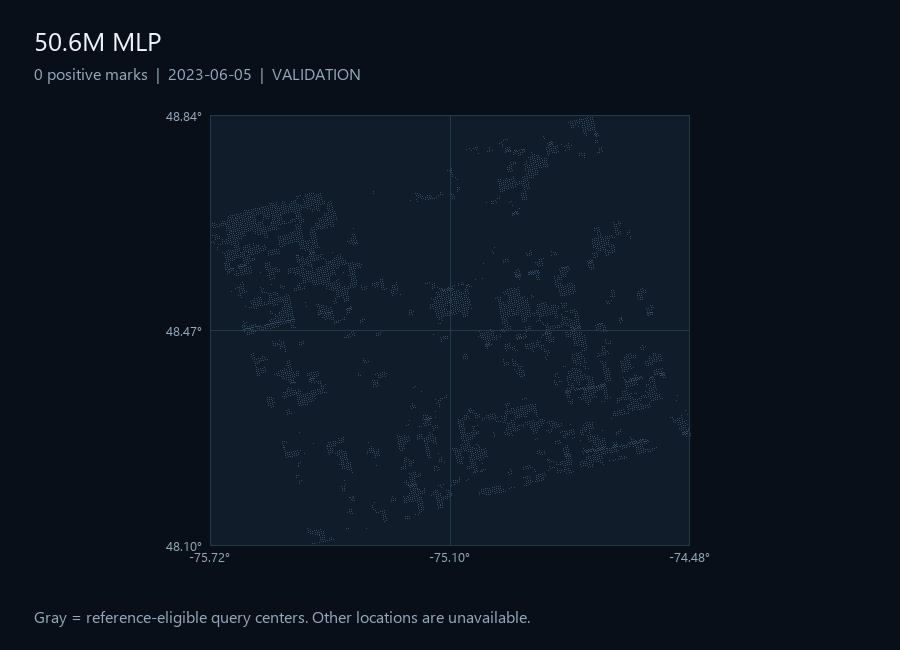 50.6M MLP
0 positive marks | 2023-06-05 | VALIDATION
48.84°
48.47°
48.10°
-75.72°
-75.10°
-74.48°
Gray = reference-eligible query centers. Other locations are unavailable.